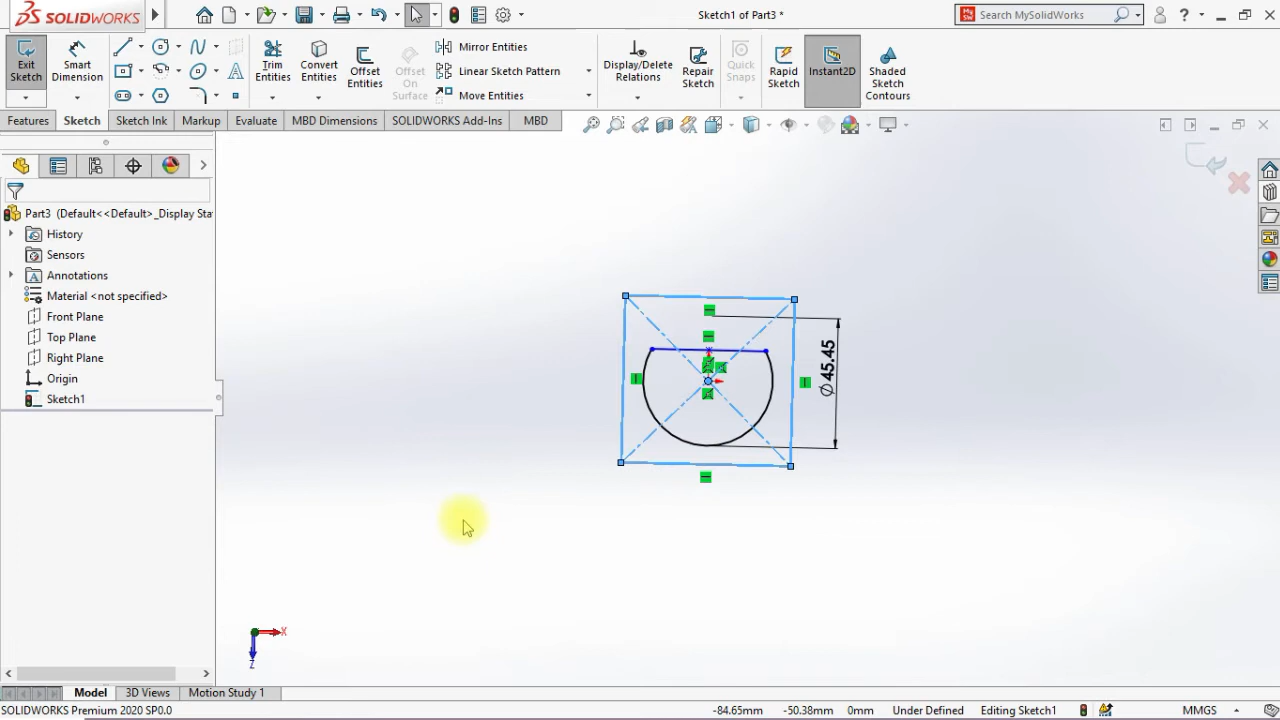 SOLIDWORKS
Sketch1 of Part3 *
Search MySolidWorks
?
Exit Sketch
Smart Dimension
Trim Entities
Convert Entities
Offset Entities
Offset On Surface
Mirror Entities
Linear Sketch Pattern
Move Entities
Display/Delete Relations
Repair Sketch
Quick Snaps
Rapid Sketch
Instant2D
Shaded Sketch Contours
Features
Sketch
Sketch Ink
Markup
Evaluate
MBD Dimensions
SOLIDWORKS Add-Ins
MBD
Part3 (Default<<Default>_Display Sta
History
Sensors
Annotations
Material <not specified>
Front Plane
Top Plane
Right Plane
Origin
Sketch1
Ø45.45
X
Z
Model
3D Views
Motion Study 1
SOLIDWORKS Premium 2020 SP0.0
-84.65mm
-50.38mm
0mm
Under Defined
Editing Sketch1
MMGS